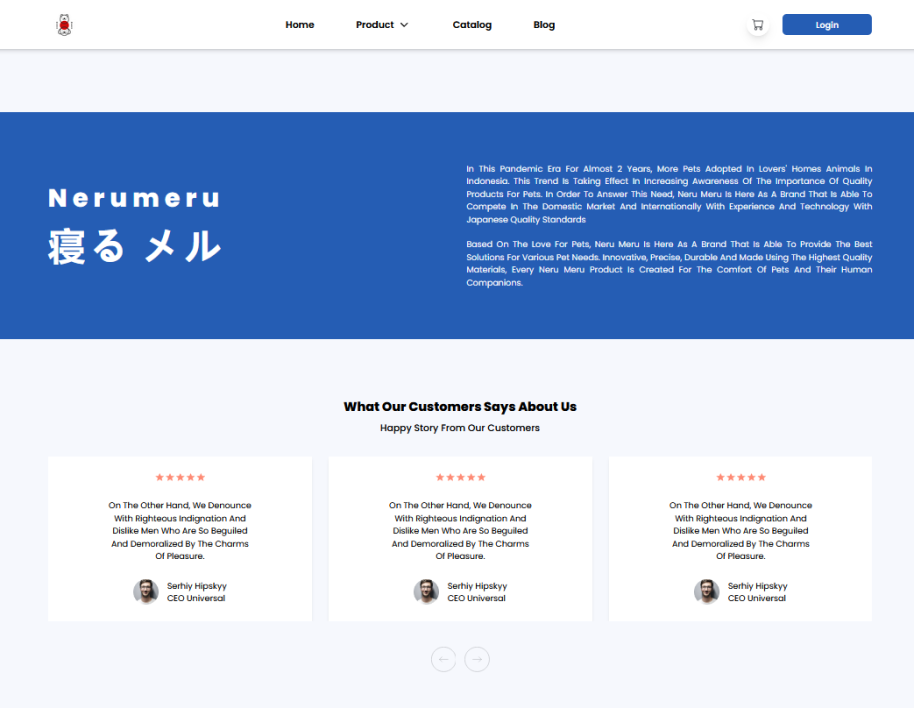 Home Product Catalog Blog Login
Nerumeru
寝る メル
In This Pandemic Era For Almost 2 Years, More Pets Adopted In Lovers' Homes Animals In
Indonesia. This Trend Is Taking Effect In Increasing Awareness Of The Importance Of Quality
Products For Pets. In Order To Answer This Need, Neru Meru Is Here As A Brand That Is Able To
Compete In The Domestic Market And Internationally With Experience And Technology With
Japanese Quality Standards
Based On The Love For Pets, Neru Meru Is Here As A Brand That Is Able To Provide The Best
Solutions For Various Pet Needs. Innovative, Precise, Durable And Made Using The Highest Quality
Materials, Every Neru Meru Product Is Created For The Comfort Of Pets And Their Human
Companions.
What Our Customers Says About Us
Happy Story From Our Customers
On The Other Hand, We Denounce
With Righteous Indignation And
Dislike Men Who Are So Beguiled
And Demoralized By The Charms
Of Pleasure.
Serhiy Hipskyy
CEO Universal
On The Other Hand, We Denounce
With Righteous Indignation And
Dislike Men Who Are So Beguiled
And Demoralized By The Charms
Of Pleasure.
Serhiy Hipskyy
CEO Universal
On The Other Hand, We Denounce
With Righteous Indignation And
Dislike Men Who Are So Beguiled
And Demoralized By The Charms
Of Pleasure.
Serhiy Hipskyy
CEO Universal